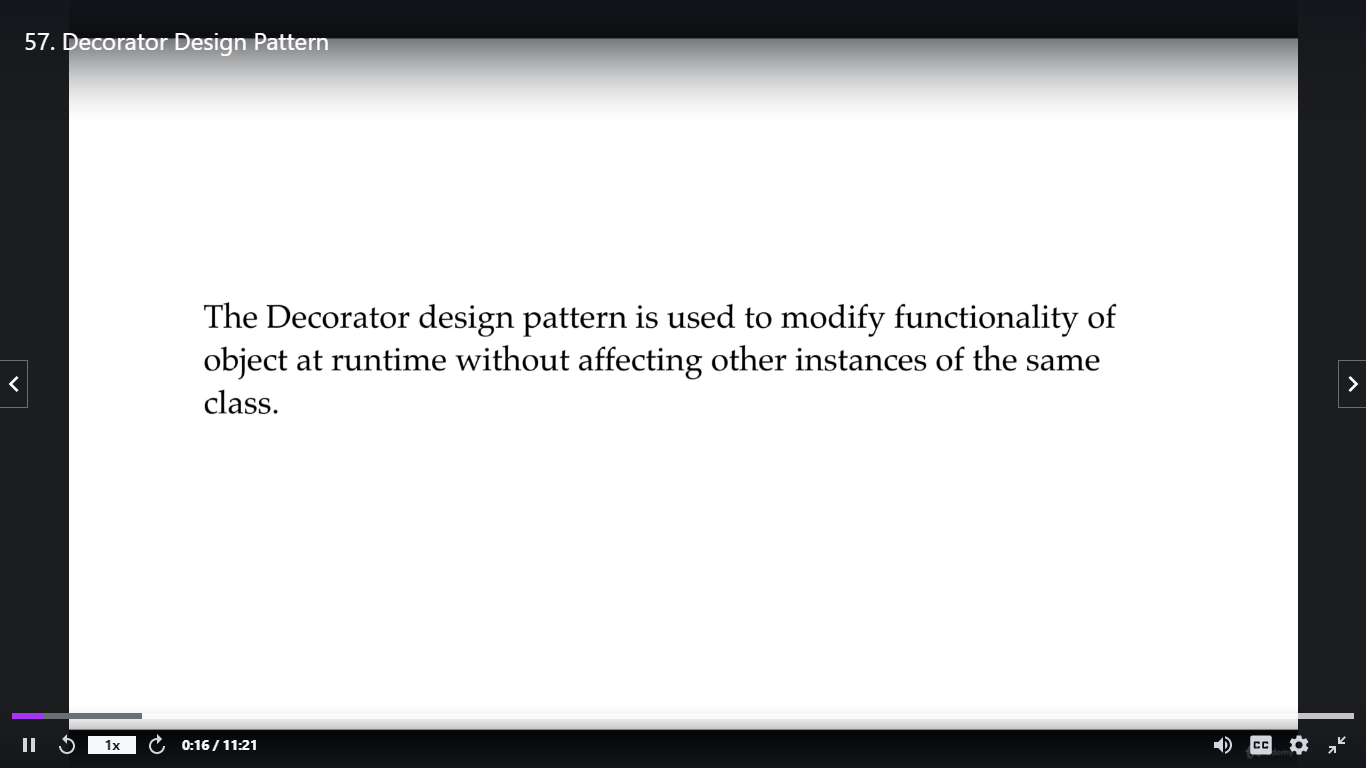 57. Decorator Design Pattern
The Decorator design pattern is used to modify functionality of
object at runtime without affecting other instances of the same
class.
1x
0:16 / 11:21
CC